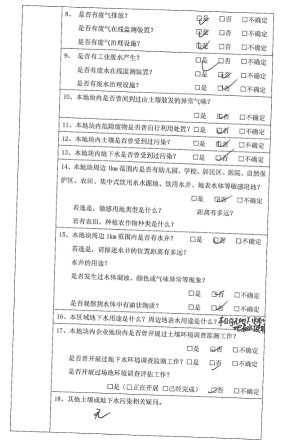 8、是否有废气排放？ □是 □否 □不确定
是否有废气在线监测装置？ □是 □否 □不确定
是否有废气治理设施？ □是 □否 □不确定
9、是否有工业废水产生？ □是 □否 □不确定
是否有废水在线监测装置？ □是 □否 □不确定
是否有废水治理设施？ □是 □否 □不确定
10、本地块内是否曾闻到过由土壤散发的异常气味？
□是 □否 □不确定
11、本地块内危险废物是否曾自行利用处置？ □是 □否 □不确定
12、本地块内土壤是否曾受到过污染？ □是 □否 □不确定
13、本地块内地下水是否曾受到过污染？ □是 □否 □不确定
14、本地块周边 1km 范围内是否有幼儿园、学校、居民区、医院、自然保
护区、农田、集中式饮用水水源地、饮用水井、地表水体等敏感用地？
□是 □否 □不确定
若选是，敏感用地类型是什么？ 距离有多远？
若有农田，种植农作物种类是什么？
15、本地块周边 1km 范围内是否有水井？ □是 □否 □不确定
若选是，请描述水井的位置距离有多远？
水井的用途？
是否发生过水体混浊、颜色或气味异常等现象？
□是 □否 □不确定
是否观察到水体中有油状物质？ □是 □否 □不确定
16、本区域地下水用途是什么？周边地表水用途是什么？
17、本地块内企业地块内是否曾开展过土壤环境调查监测工作？
□是 □否 □不确定
是否曾开展过地下水环境调查监测工作？ □是 □否 □不确定
是否曾开展过场地环境调查评估工作？
□是（□正在开展 □已经完成） □否 □不确定
18、其他土壤或地下水污染相关疑问。
无